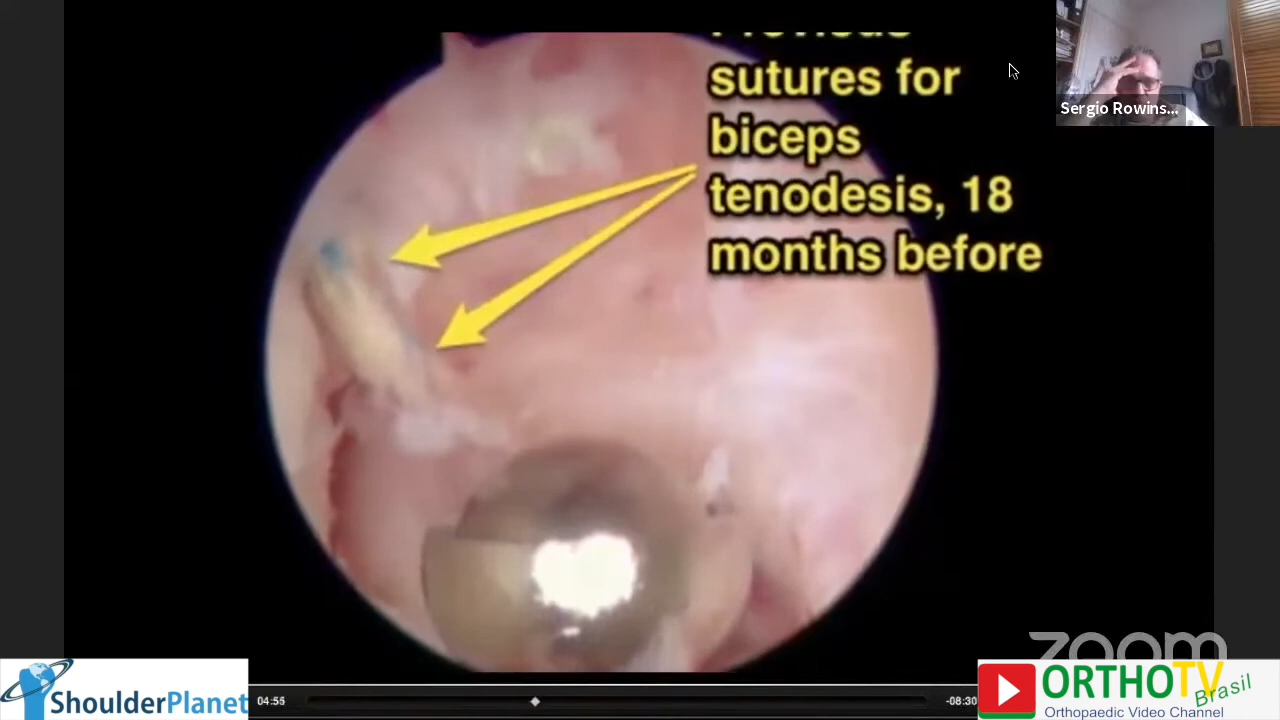 Previous
sutures for
biceps
tenodesis, 18
months before
Sergio Rowins...
zoom
ShoulderPlanet
04:55
-08:30
ORTHOTV
Brasil
Orthopaedic Video Channel